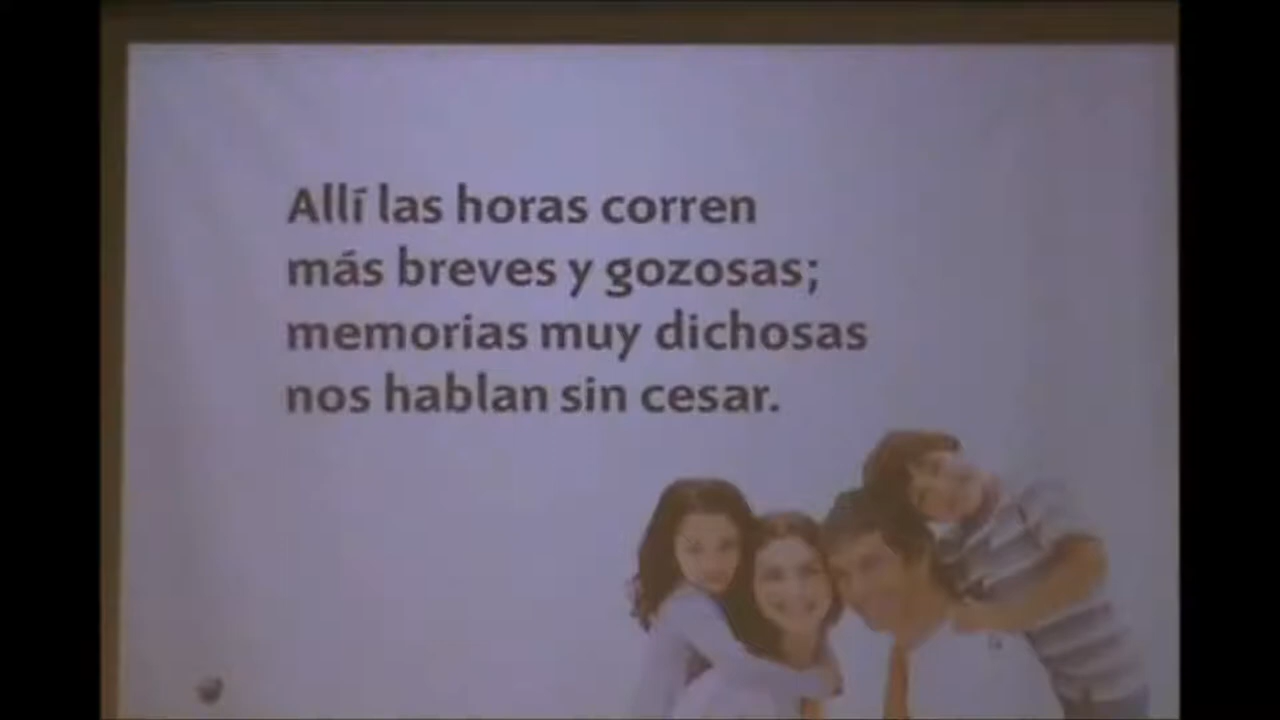 Allí las horas corren
más breves y gozosas;
memorias muy dichosas
nos hablan sin cesar.